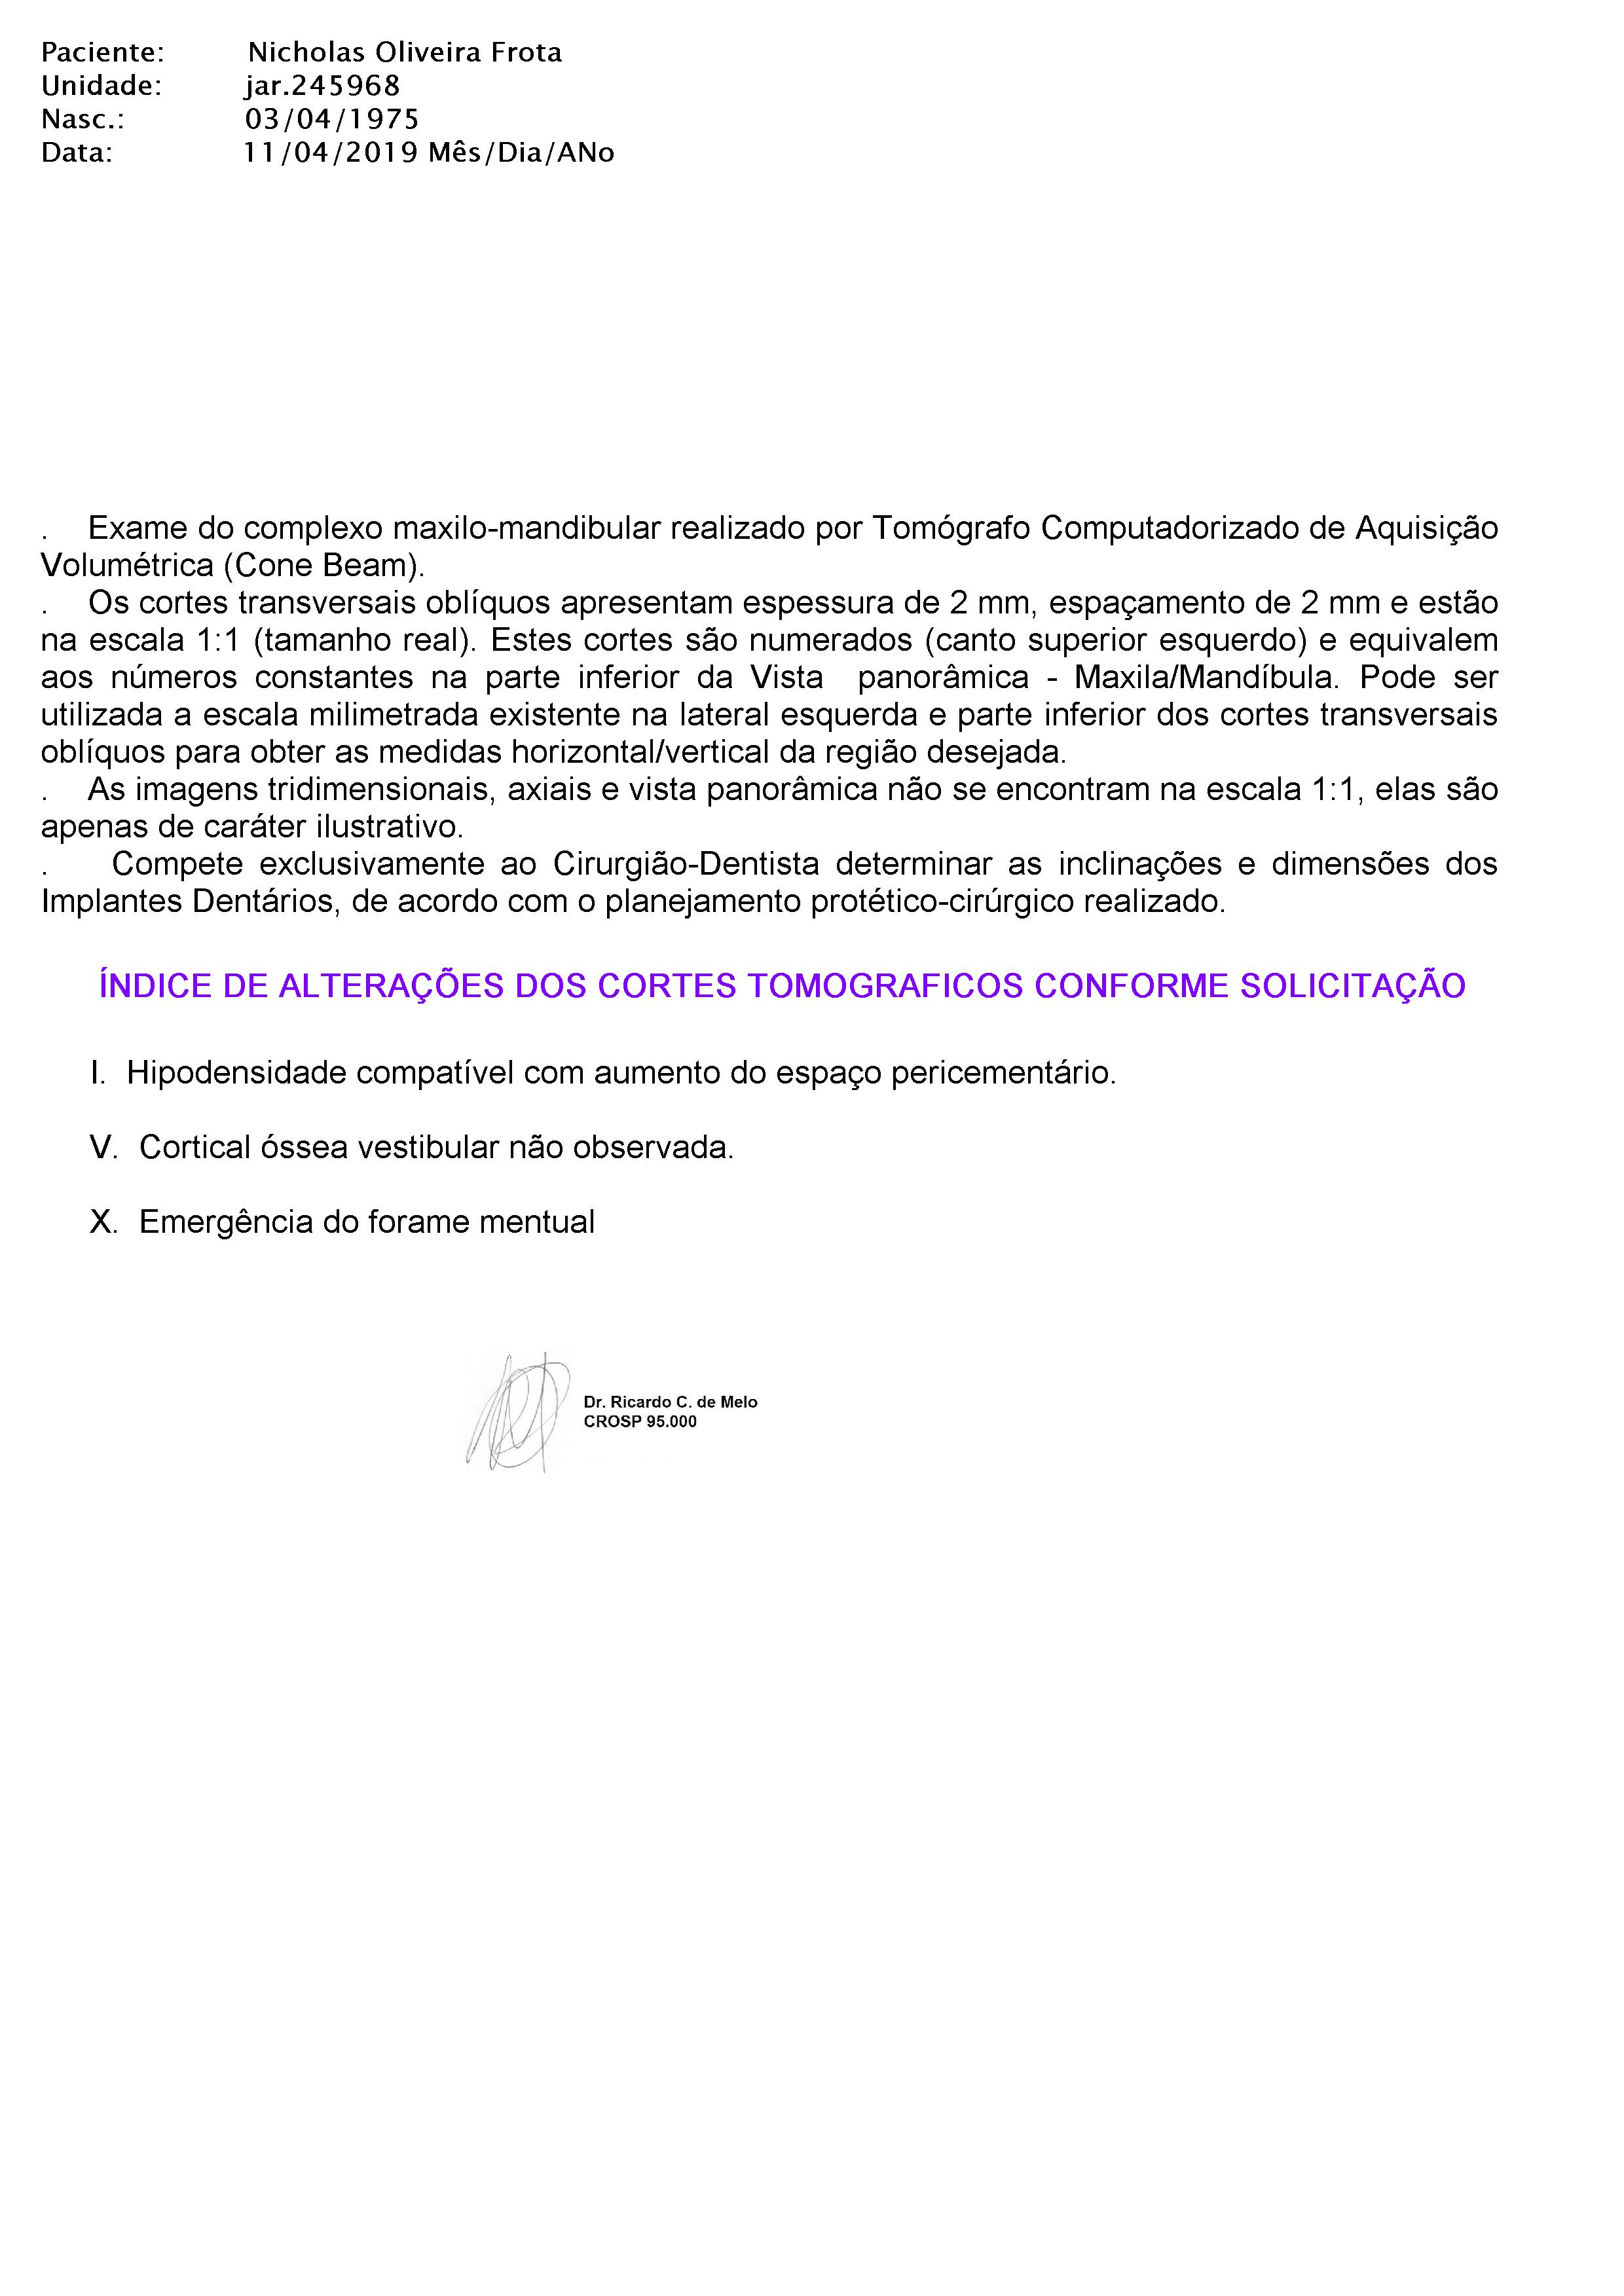 Paciente: Nicholas Oliveira Frota
Unidade: jar.245968
Nasc.: 03/04/1975
Data: 11/04/2019 Mês/Dia/ANo
. Exame do complexo maxilo-mandibular realizado por Tomógrafo Computadorizado de Aquisição
Volumétrica (Cone Beam).
. Os cortes transversais oblíquos apresentam espessura de 2 mm, espaçamento de 2 mm e estão
na escala 1:1 (tamanho real). Estes cortes são numerados (canto superior esquerdo) e equivalem
aos números constantes na parte inferior da Vista panorâmica - Maxila/Mandíbula. Pode ser
utilizada a escala milimetrada existente na lateral esquerda e parte inferior dos cortes transversais
oblíquos para obter as medidas horizontal/vertical da região desejada.
. As imagens tridimensionais, axiais e vista panorâmica não se encontram na escala 1:1, elas são
apenas de caráter ilustrativo.
. Compete exclusivamente ao Cirurgião-Dentista determinar as inclinações e dimensões dos
Implantes Dentários, de acordo com o planejamento protético-cirúrgico realizado.
ÍNDICE DE ALTERAÇÕES DOS CORTES TOMOGRAFICOS CONFORME SOLICITAÇÃO
I. Hipodensidade compatível com aumento do espaço pericementário.
V. Cortical óssea vestibular não observada.
X. Emergência do forame mentual
Dr. Ricardo C. de Melo
CROSP 95.000